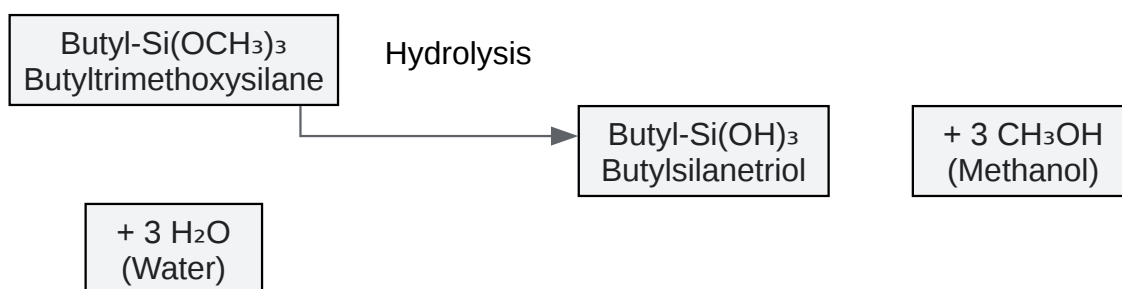 Butyl-Si(OCH₃)₃
Butyltrimethoxysilane
Hydrolysis
Butyl-Si(OH)₃
Butylsilanetriol
+ 3 CH₃OH
(Methanol)
+ 3 H₂O
(Water)